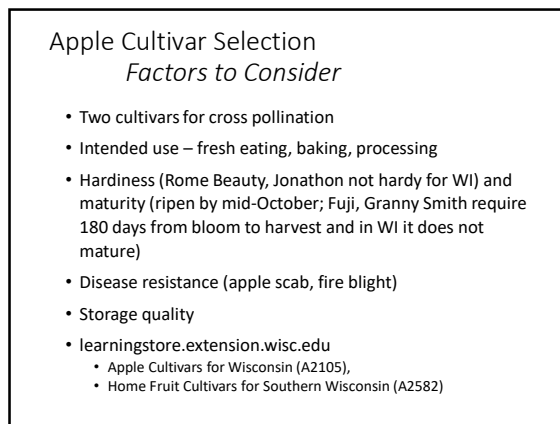 Apple Cultivar Selection
Factors to Consider
• Two cultivars for cross pollination
• Intended use – fresh eating, baking, processing
• Hardiness (Rome Beauty, Jonathon not hardy for WI) and
maturity (ripen by mid-October; Fuji, Granny Smith require
180 days from bloom to harvest and in WI it does not
mature)
• Disease resistance (apple scab, fire blight)
• Storage quality
• learningstore.extension.wisc.edu
• Apple Cultivars for Wisconsin (A2105),
• Home Fruit Cultivars for Southern Wisconsin (A2582)